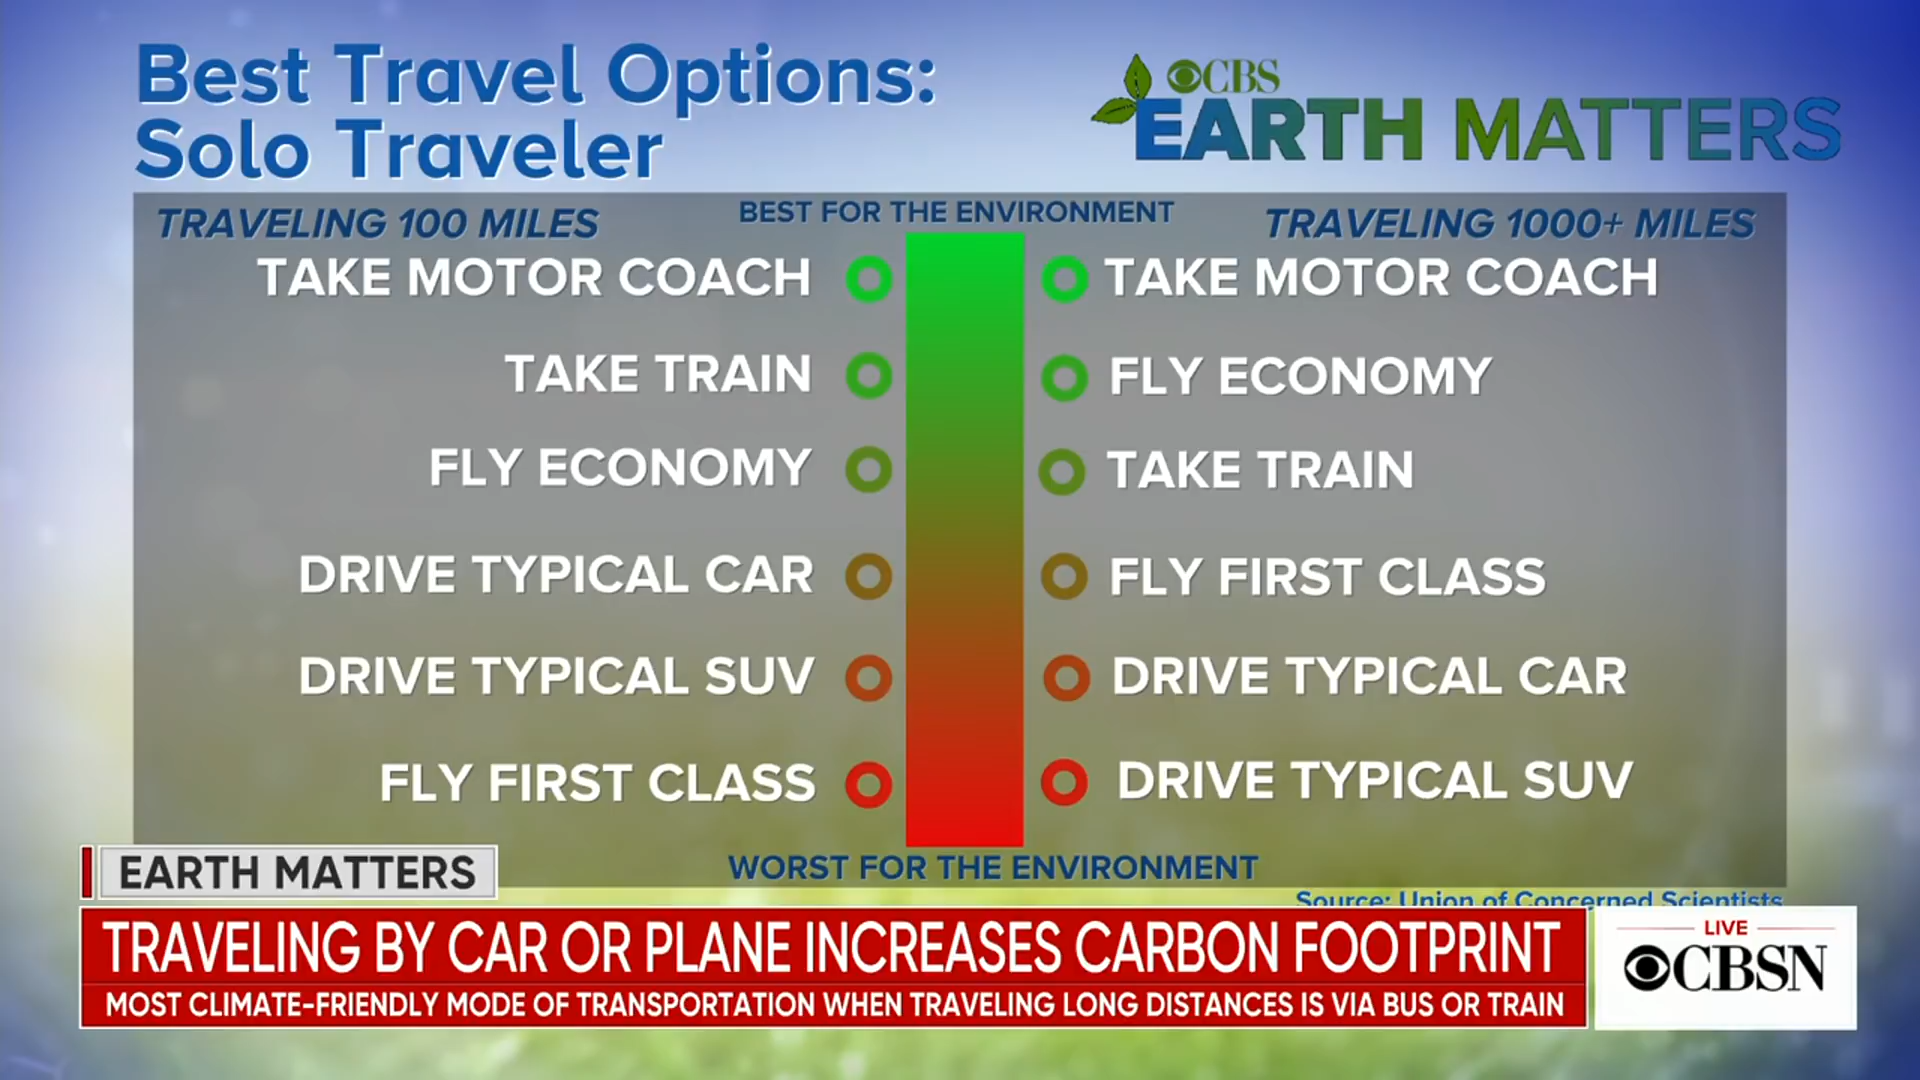 Best Travel Options:
Solo Traveler
CBS
EARTH MATTERS
TRAVELING 100 MILES
BEST FOR THE ENVIRONMENT
TRAVELING 1000+ MILES
TAKE MOTOR COACH
TAKE MOTOR COACH
TAKE TRAIN
FLY ECONOMY
FLY ECONOMY
TAKE TRAIN
DRIVE TYPICAL CAR
FLY FIRST CLASS
DRIVE TYPICAL SUV
DRIVE TYPICAL CAR
FLY FIRST CLASS
DRIVE TYPICAL SUV
WORST FOR THE ENVIRONMENT
EARTH MATTERS
Source: Union of Concerned Scientists
TRAVELING BY CAR OR PLANE INCREASES CARBON FOOTPRINT
MOST CLIMATE-FRIENDLY MODE OF TRANSPORTATION WHEN TRAVELING LONG DISTANCES IS VIA BUS OR TRAIN
LIVE
CBSN